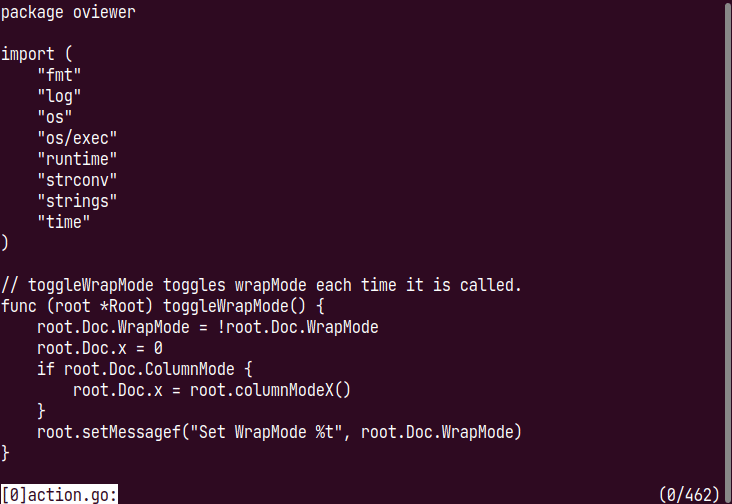 package oviewer

import (
    "fmt"
    "log"
    "os"
    "os/exec"
    "runtime"
    "strconv"
    "strings"
    "time"
)

// toggleWrapMode toggles wrapMode each time it is called.
func (root *Root) toggleWrapMode() {
    root.Doc.WrapMode = !root.Doc.WrapMode
    root.Doc.x = 0
    if root.Doc.ColumnMode {
        root.Doc.x = root.columnModeX()
    }
    root.setMessagef("Set WrapMode %t", root.Doc.WrapMode)
}

[0]action.go: (0/462)